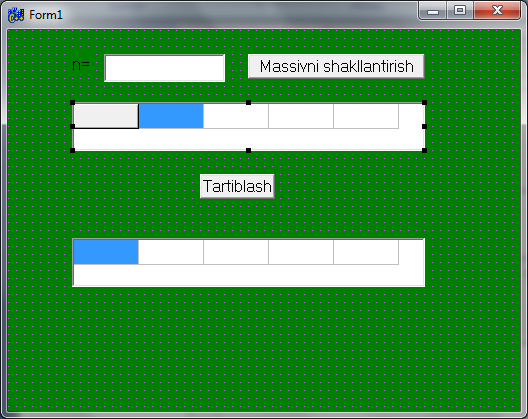 Form1
n=
Massivni shakllantirish
Tartiblash